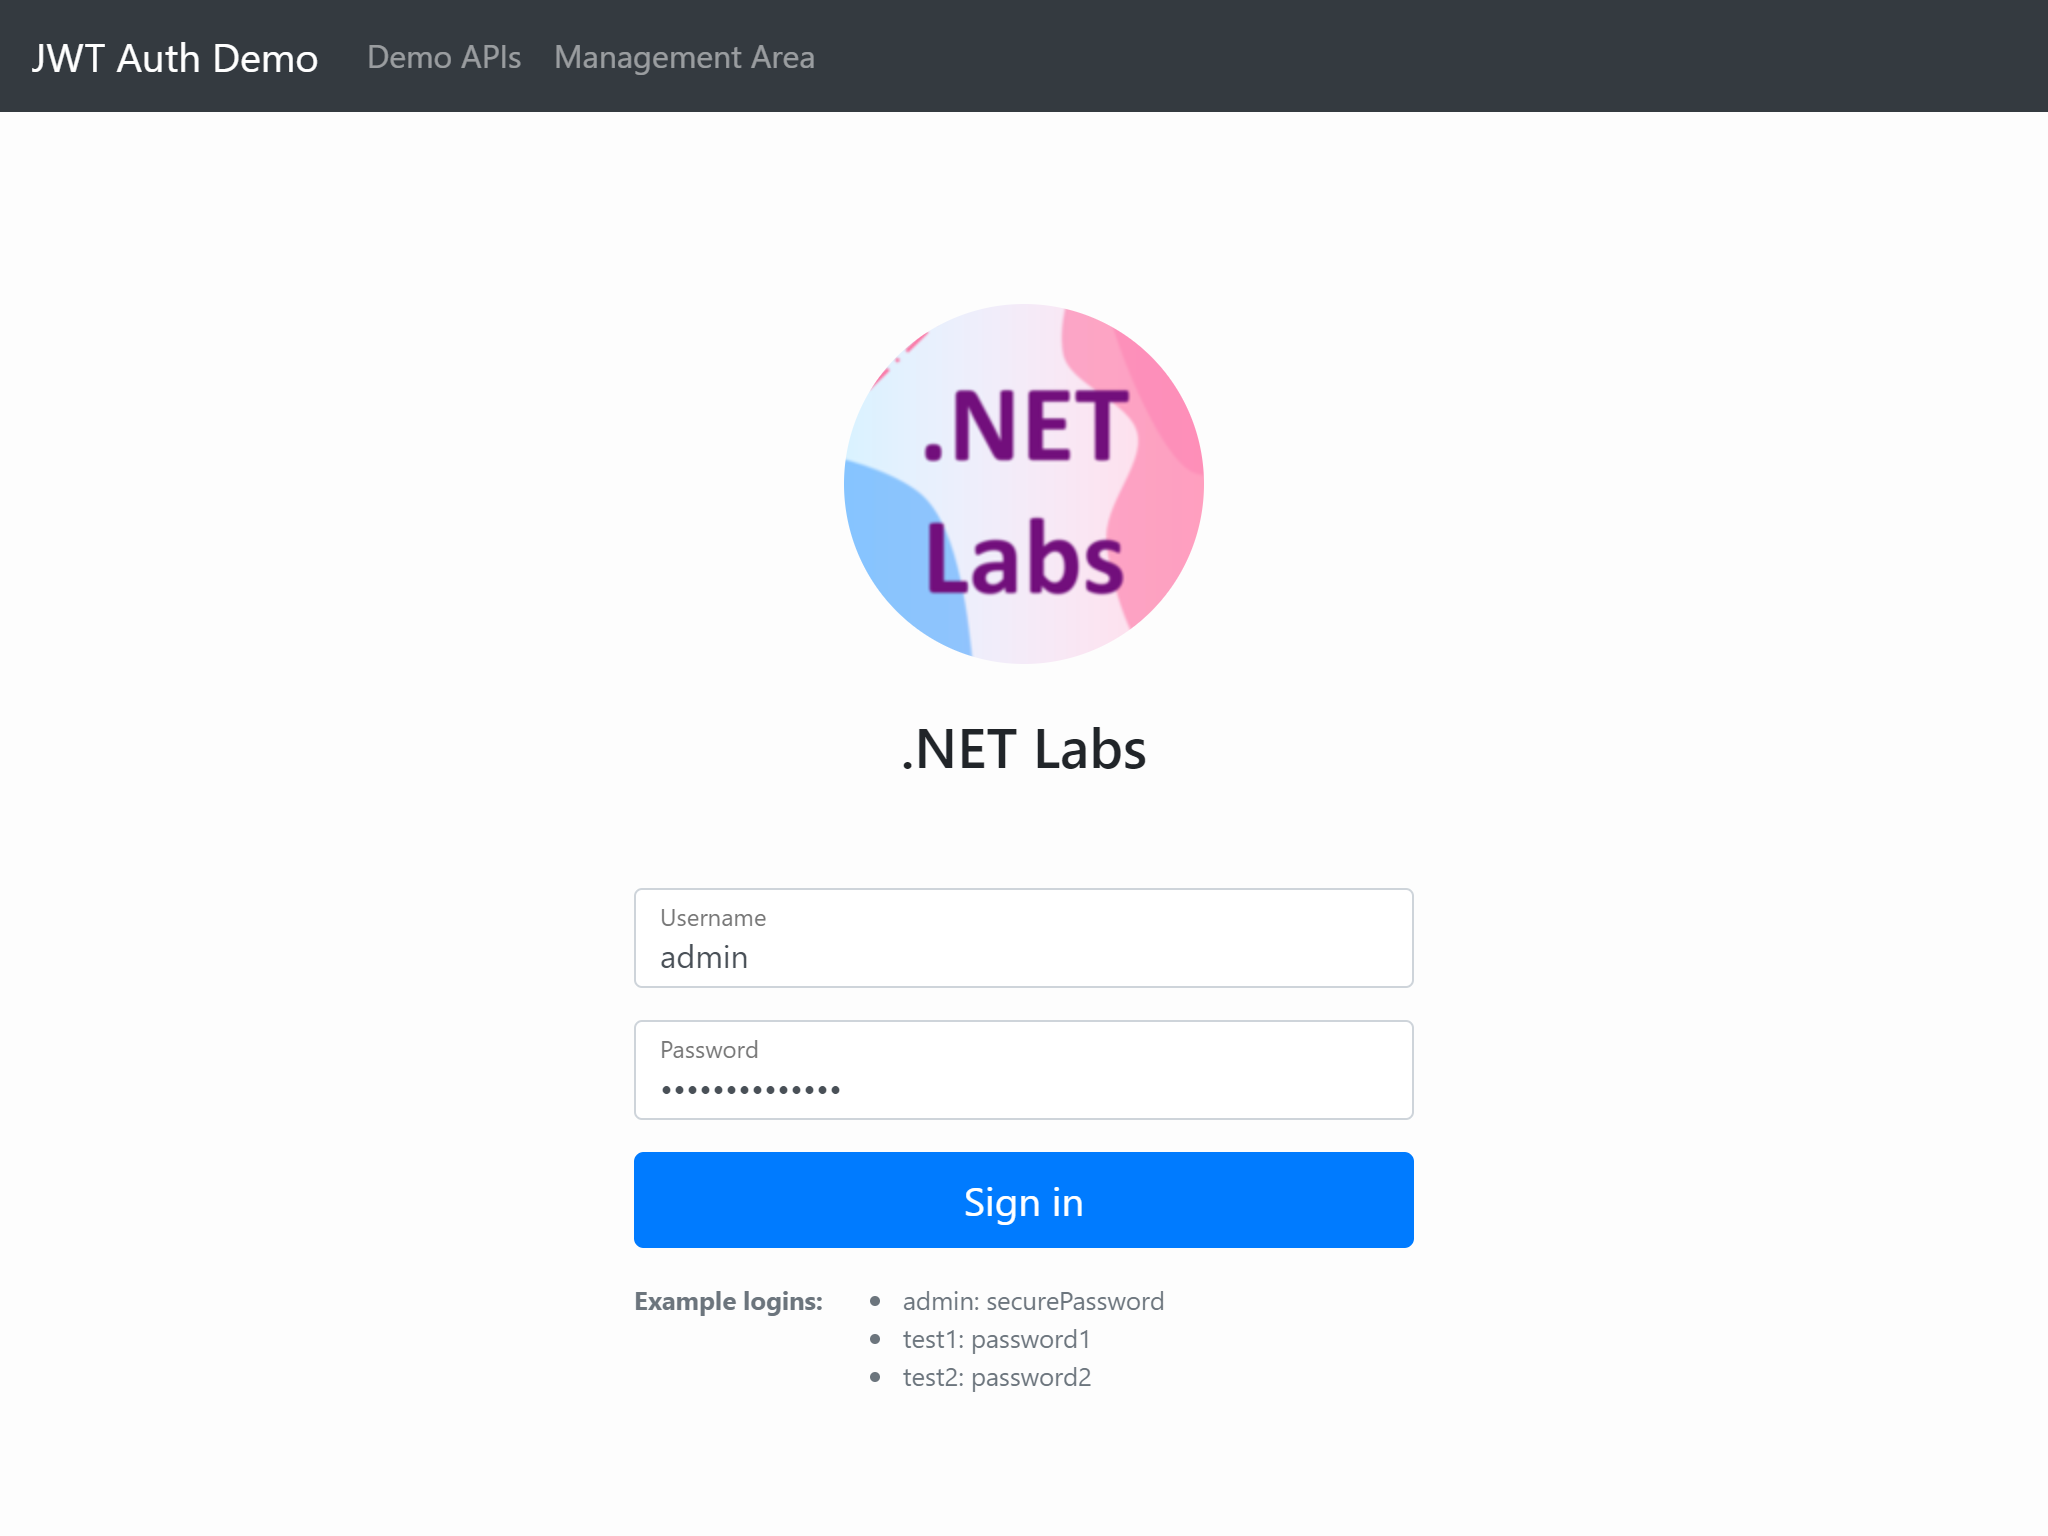 JWT Auth Demo Demo APIs Management Area
.NET
Labs
.NET Labs
Username
admin
Password
••••••••••••••
Sign in
Example logins:
admin: securePassword
test1: password1
test2: password2